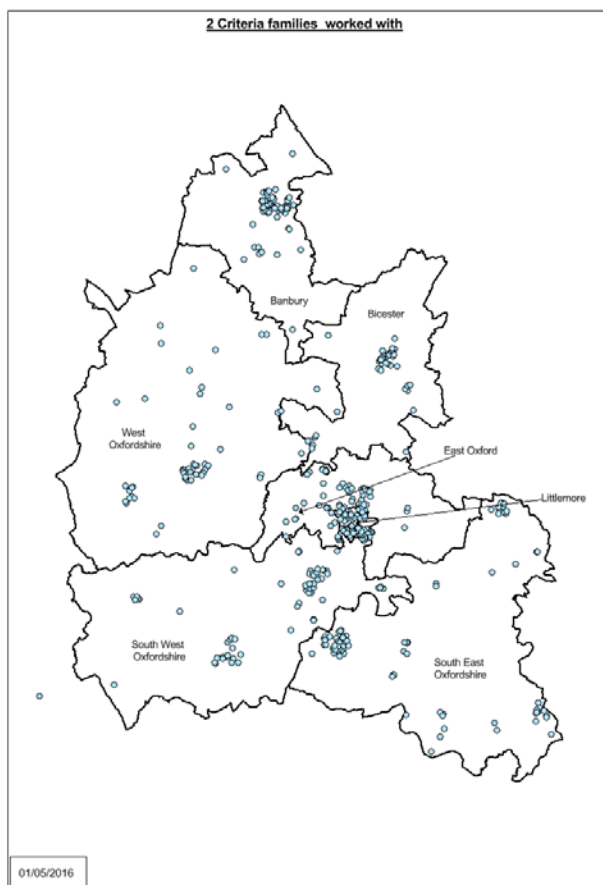 2 Criteria families worked with
Banbury
Bicester
West
Oxfordshire
East Oxford
Littlemore
South West
Oxfordshire
South East
Oxfordshire
01/05/2016